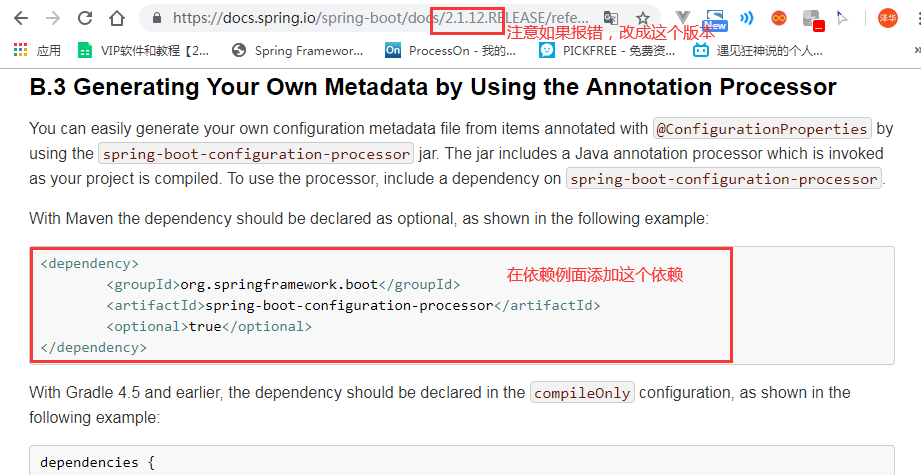 https://docs.spring.io/spring-boot/docs/2.1.12.RELEASE/refe...
New
泽华
注意如果报错，改成这个版本
应用
VIP软件和教程【2...
Spring Framewor...
On
ProcessOn - 我的...
PICKFREE - 免费资...
遇见狂神说的个人...
»
B.3 Generating Your Own Metadata by Using the Annotation Processor
You can easily generate your own configuration metadata file from items annotated with @ConfigurationProperties by
using the spring-boot-configuration-processor jar. The jar includes a Java annotation processor which is invoked
as your project is compiled. To use the processor, include a dependency on spring-boot-configuration-processor.
With Maven the dependency should be declared as optional, as shown in the following example:
<dependency>
<groupId>org.springframework.boot</groupId>
在依赖例面添加这个依赖
<artifactId>spring-boot-configuration-processor</artifactId>
<optional>true</optional>
</dependency>
With Gradle 4.5 and earlier, the dependency should be declared in the compileOnly configuration, as shown in the
following example:
dependencies {